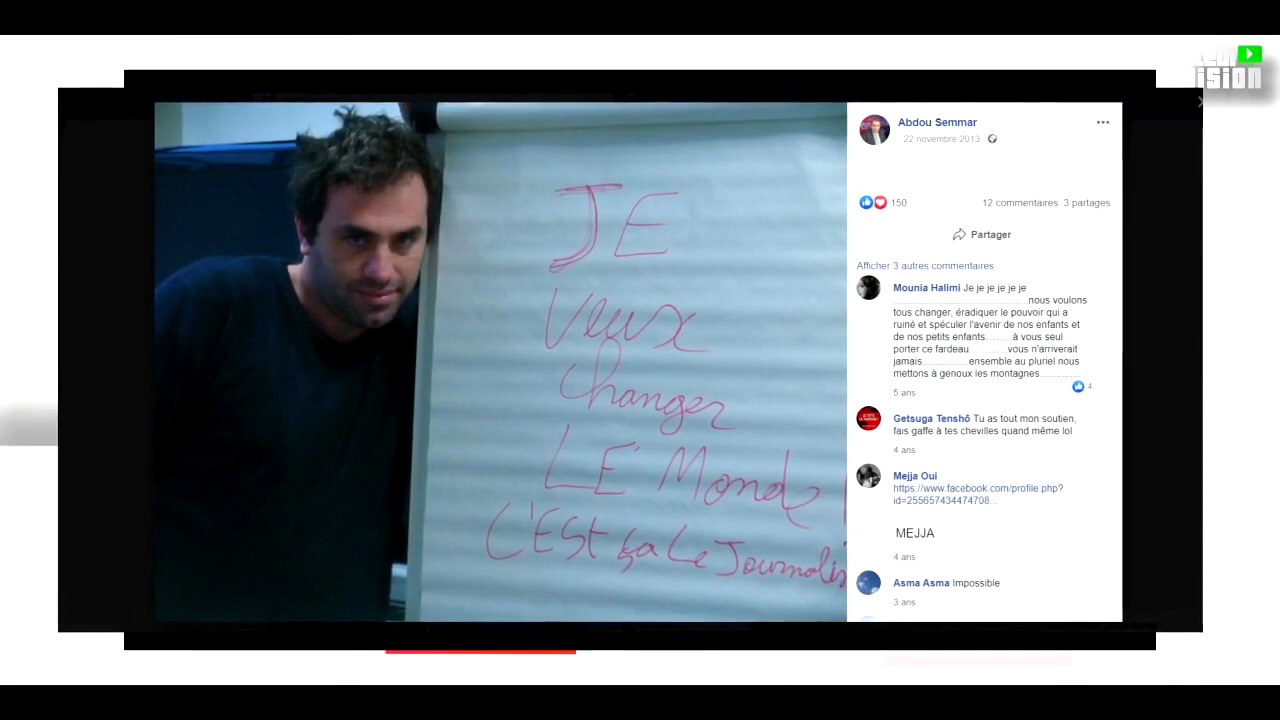 ision
Abdou Semmar
22 novembre 2013
JE
Veux
changer
LE Monde !
C'EST ça Le Journalis
150
12 commentaires 3 partages
Partager
Afficher 3 autres commentaires
Mounia Halimi Je je je je je je
............................................nous voulons
tous changer, éradiquer le pouvoir qui a
ruiné et spéculer l'avenir de nos enfants et
de nos petits enfants.........à vous seul
porter ce fardeau.............vous n'arriverait
jamais................ensemble au pluriel nous
mettons à genoux les montagnes..............
4
5 ans
Getsuga Tenshō Tu as tout mon soutien,
fais gaffe à tes chevilles quand même lol
4 ans
Mejja Oui
https://www.facebook.com/profile.php?
id=255657434474708...
MEJJA
4 ans
Asma Asma Impossible
3 ans